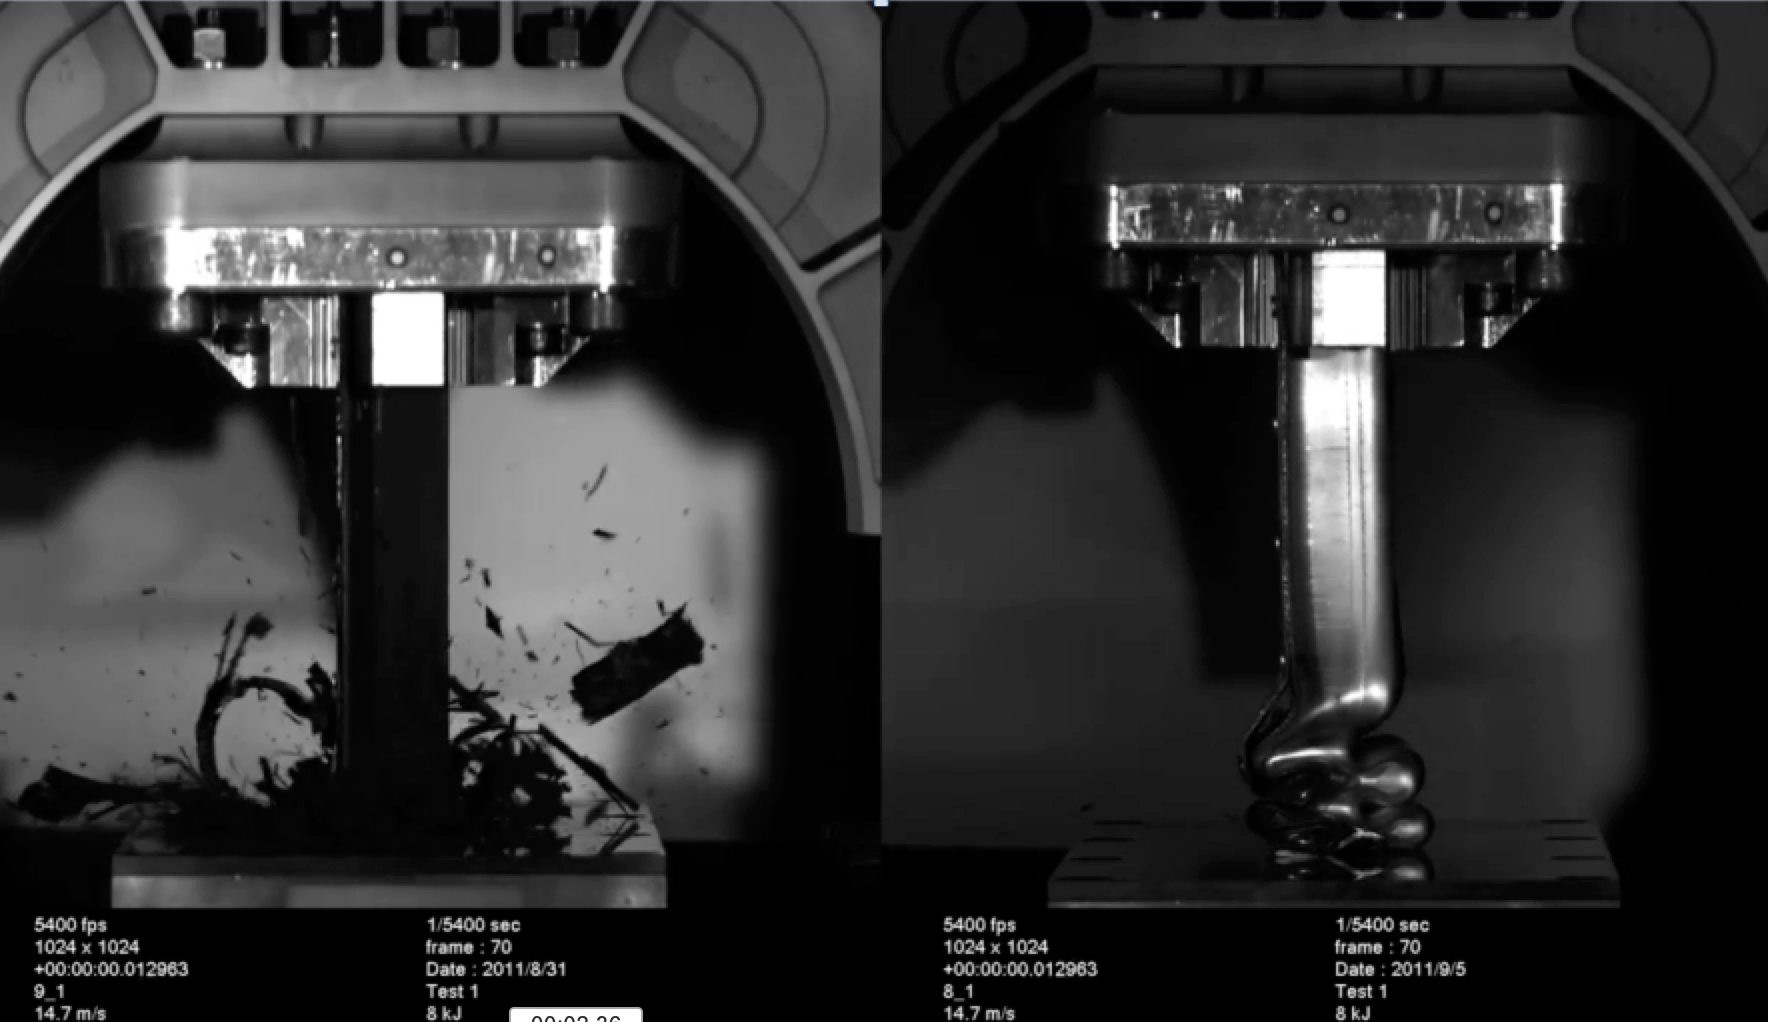 5400 fps
1024 x 1024
+00:00:00.012963
9_1
14.7 m/s
1/5400 sec
frame : 70
Date : 2011/8/31
Test 1
8 kJ
5400 fps
1024 x 1024
+00:00:00.012963
8_1
14.7 m/s
1/5400 sec
frame : 70
Date : 2011/9/5
Test 1
8 kJ